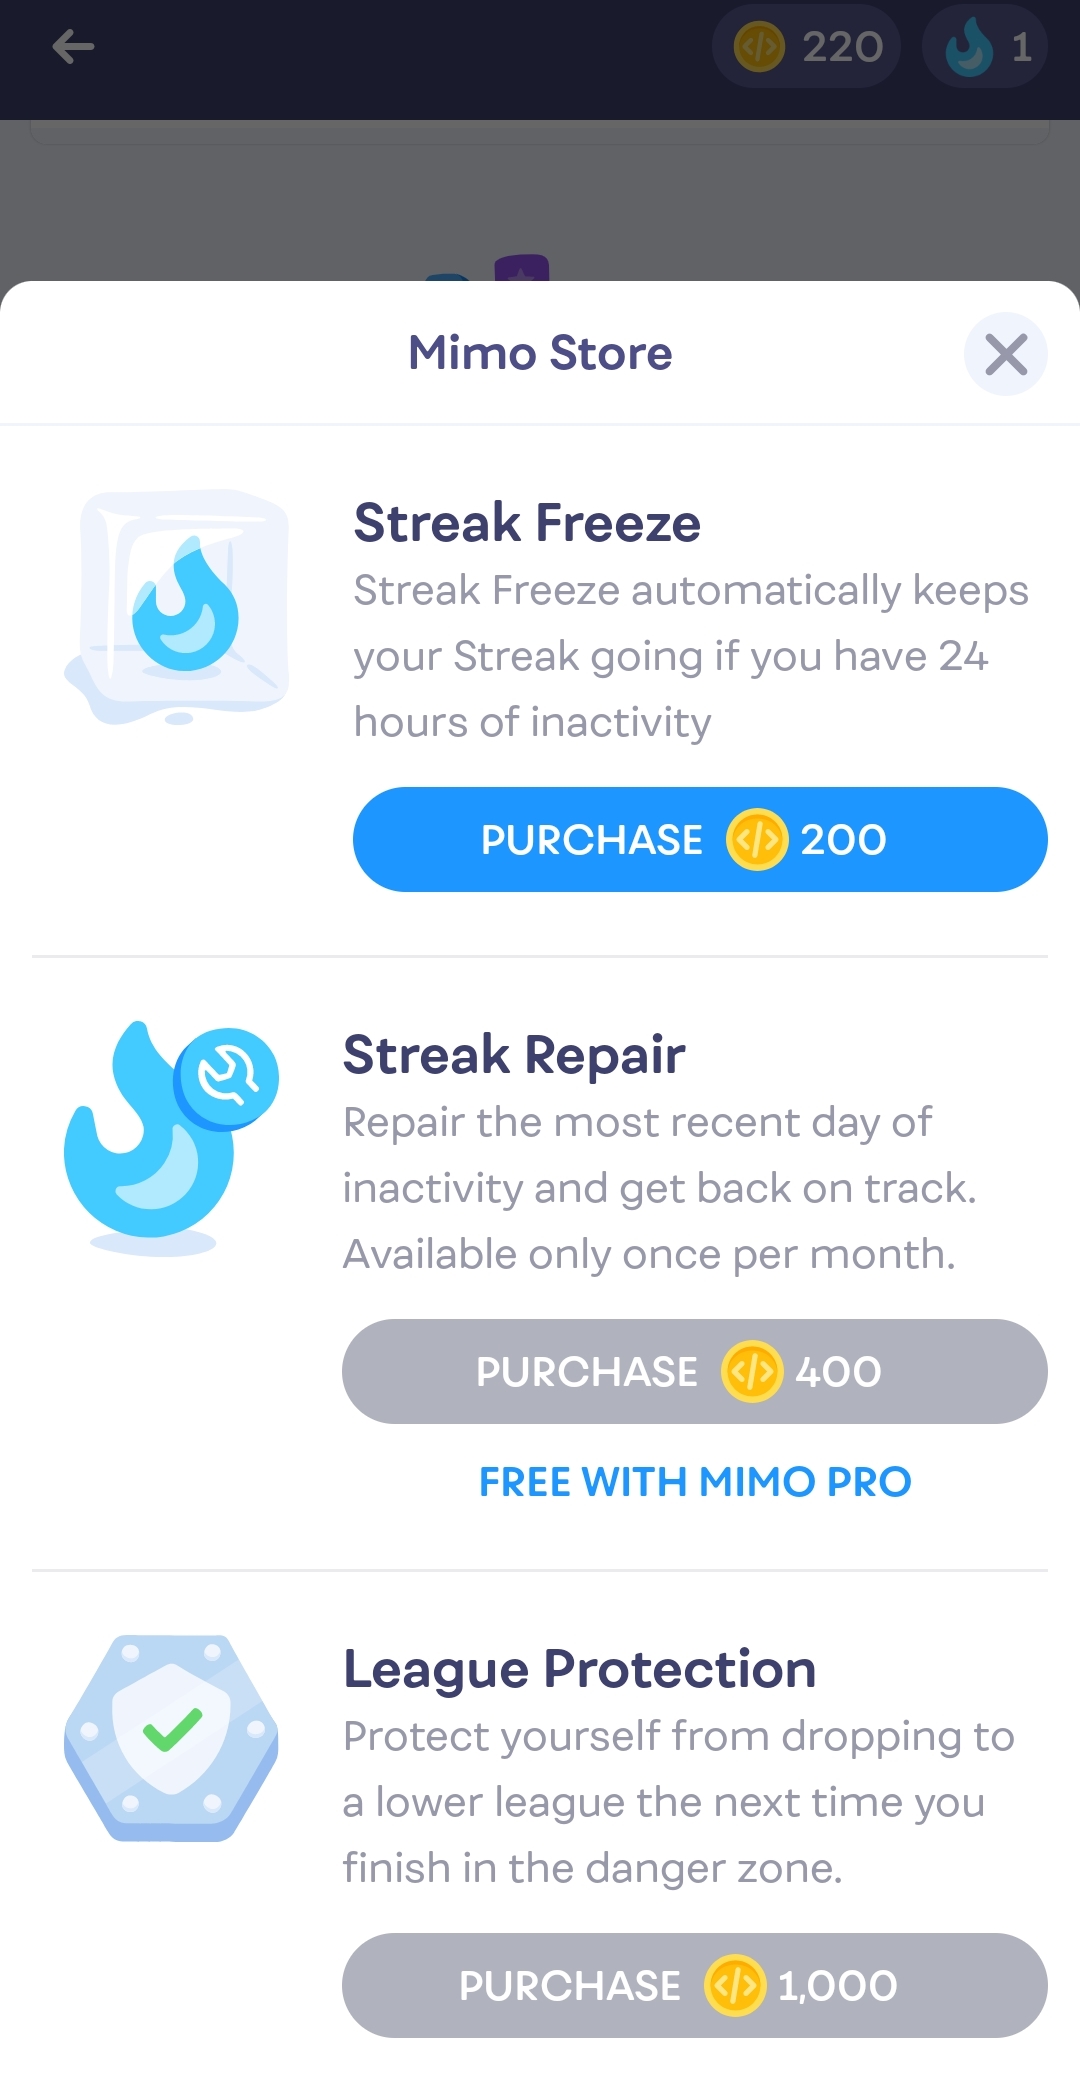 220 1
Mimo Store
Streak Freeze
Streak Freeze automatically keeps
your Streak going if you have 24
hours of inactivity
PURCHASE </> 200
Streak Repair
Repair the most recent day of
inactivity and get back on track.
Available only once per month.
PURCHASE </> 400
FREE WITH MIMO PRO
League Protection
Protect yourself from dropping to
a lower league the next time you
finish in the danger zone.
PURCHASE </> 1,000